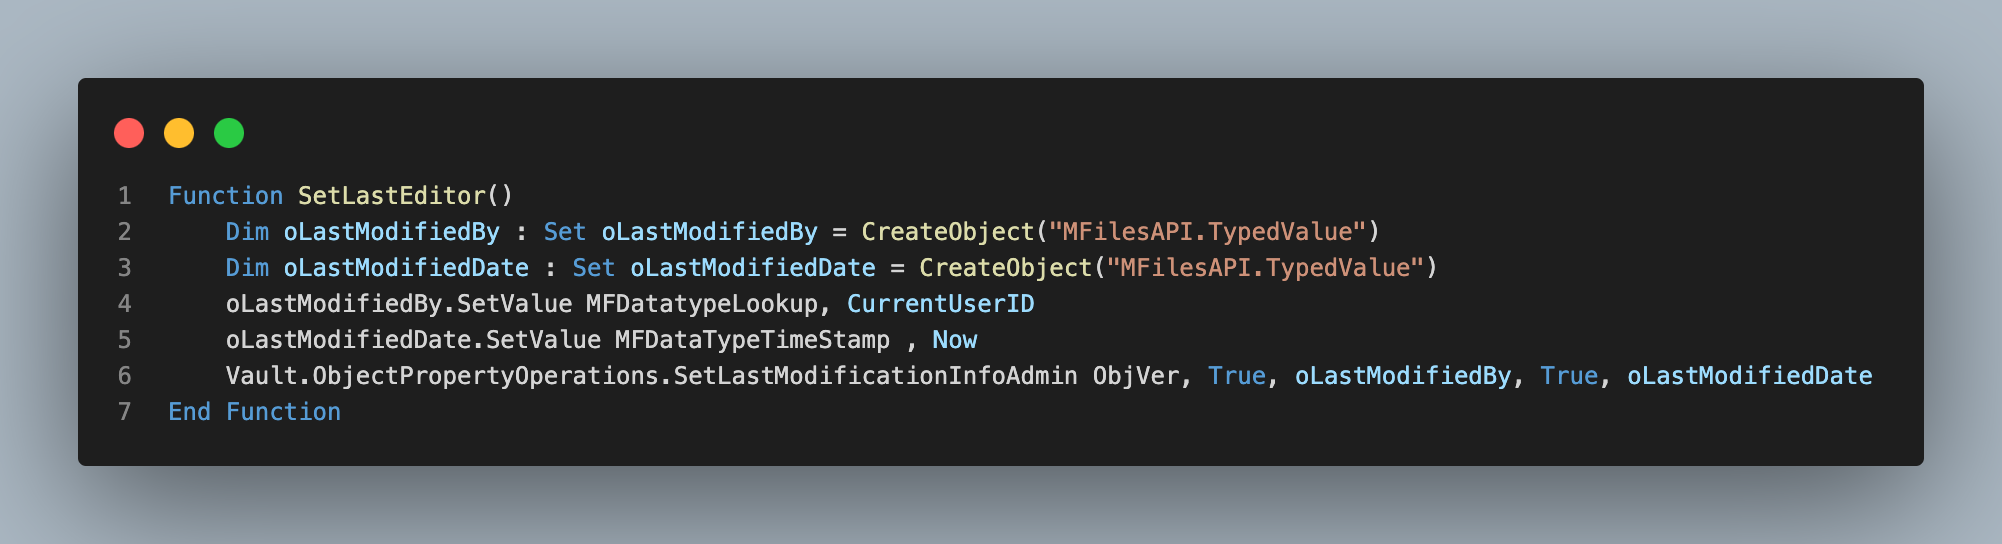 1 Function SetLastEditor()
2 Dim oLastModifiedBy : Set oLastModifiedBy = CreateObject("MFilesAPI.TypedValue")
3 Dim oLastModifiedDate : Set oLastModifiedDate = CreateObject("MFilesAPI.TypedValue")
4 oLastModifiedBy.SetValue MFDatatypeLookup, CurrentUserID
5 oLastModifiedDate.SetValue MFDataTypeTimeStamp , Now
6 Vault.ObjectPropertyOperations.SetLastModificationInfoAdmin ObjVer, True, oLastModifiedBy, True, oLastModifiedDate
7 End Function